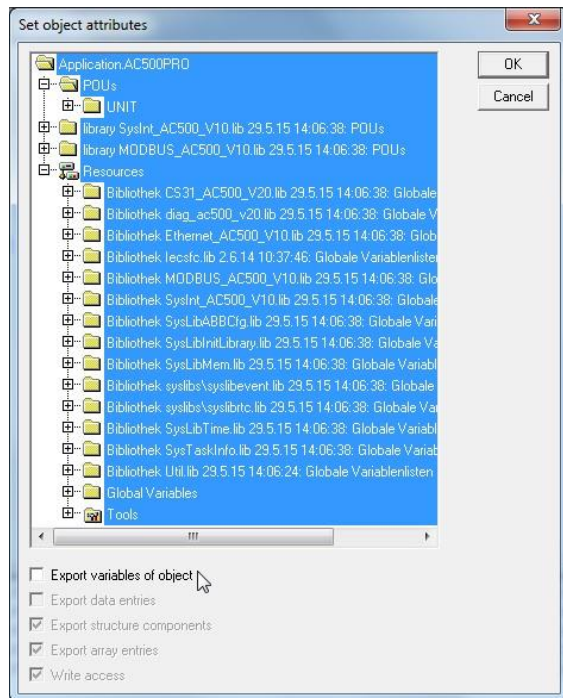 Set object attributes
Application.AC500PRO
POUs
UNIT
library SysInt_AC500_V10.lib 29.5.15 14:06:38: POUs
library MODBUS_AC500_V10.lib 29.5.15 14:06:38: POUs
Resources
Bibliothek CS31_AC500_V20.lib 29.5.15 14:06:38: Globale
Bibliothek diag_ac500_v20.lib 29.5.15 14:06:38: Globale V
Bibliothek Ethernet_AC500_V10.lib 29.5.15 14:06:38: Glob
Bibliothek Iecsfc.lib 2.6.14 10:37:46: Globale Variablenlisten
Bibliothek MODBUS_AC500_V10.lib 29.5.15 14:06:38: Glo
Bibliothek SysInt_AC500_V10.lib 29.5.15 14:06:38: Globale
Bibliothek SysLibABBCfg.lib 29.5.15 14:06:38: Globale Vari
Bibliothek SysLibInitLibrary.lib 29.5.15 14:06:38: Globale Va
Bibliothek SysLibMem.lib 29.5.15 14:06:38: Globale Variabl
Bibliothek syslibs\syslibevent.lib 29.5.15 14:06:38: Globale
Bibliothek syslibs\syslibrtc.lib 29.5.15 14:06:38: Globale Var
Bibliothek SysLibTime.lib 29.5.15 14:06:38: Globale Variabl
Bibliothek SysTaskInfo.lib 29.5.15 14:06:38: Globale Variab
Bibliothek Util.lib 29.5.15 14:06:24: Globale Variablenlisten
Global Variables
Tools
OK
Cancel
Export variables of object
Export data entries
Export structure components
Export array entries
Write access